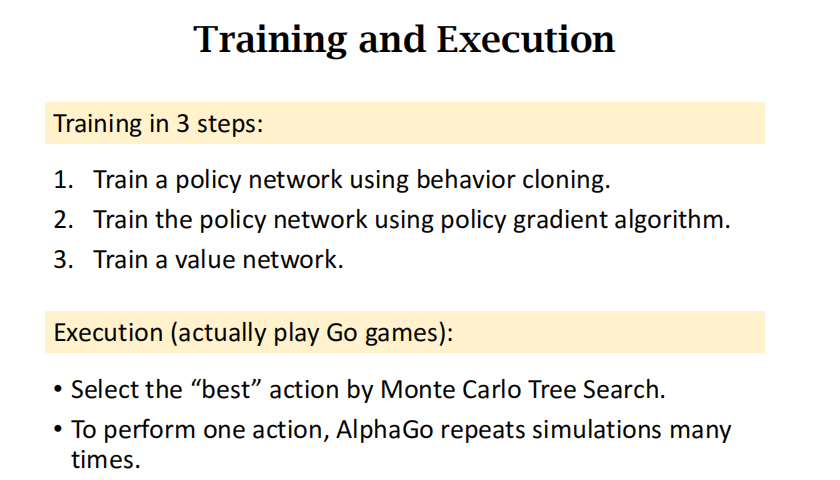 Training and Execution
Training in 3 steps:
1. Train a policy network using behavior cloning.
2. Train the policy network using policy gradient algorithm.
3. Train a value network.
Execution (actually play Go games):
• Select the “best” action by Monte Carlo Tree Search.
• To perform one action, AlphaGo repeats simulations many
times.